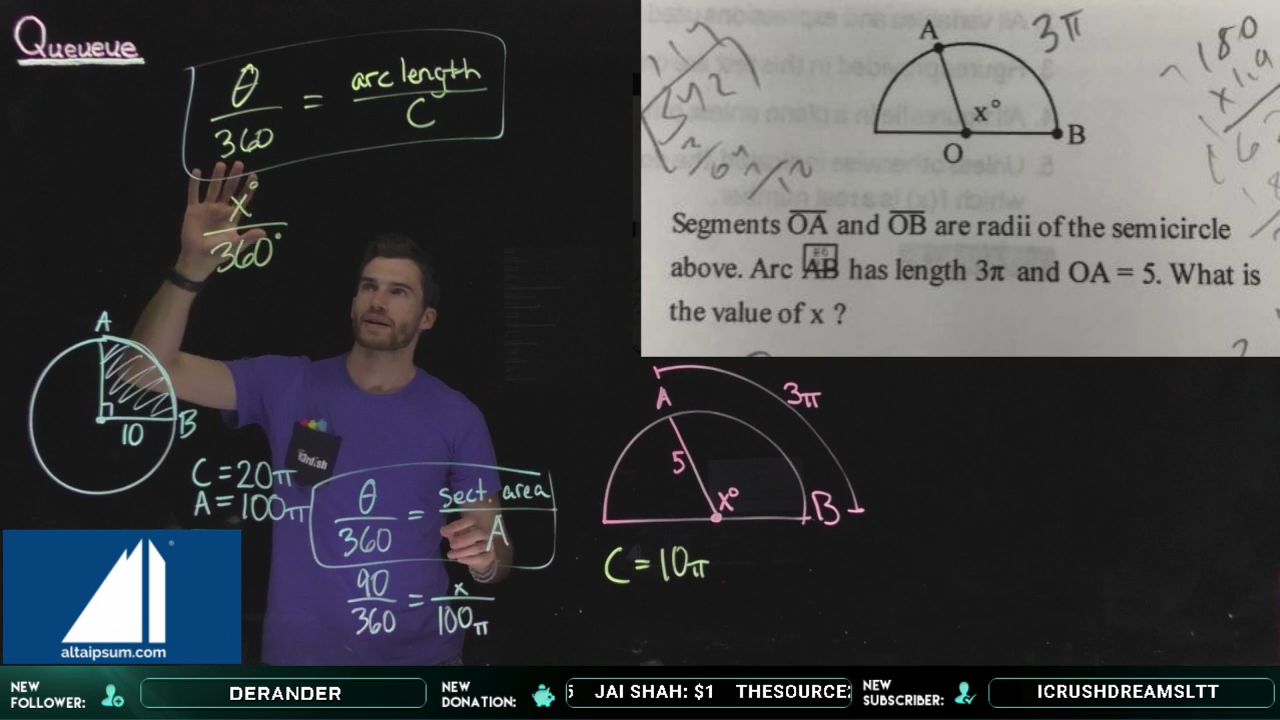 Queueue
θ/360 = arc length/C
x°/360°
A
B
10
C = 20π
A = 100π
θ/360 = sect. area/A
90/360 = x/100π
A
3π
x°
O
B
180
Segments OA and OB are radii of the semicircle
above. Arc AB has length 3π and OA = 5. What is
the value of x ?
A
3π
5
x°
B
C = 10π
n3rdish
altaipsum.com
NEW FOLLOWER:
DERANDER
NEW DONATION:
JAI SHAH: $1 THESOURCE
NEW SUBSCRIBER:
ICRUSHDREAMSLTT